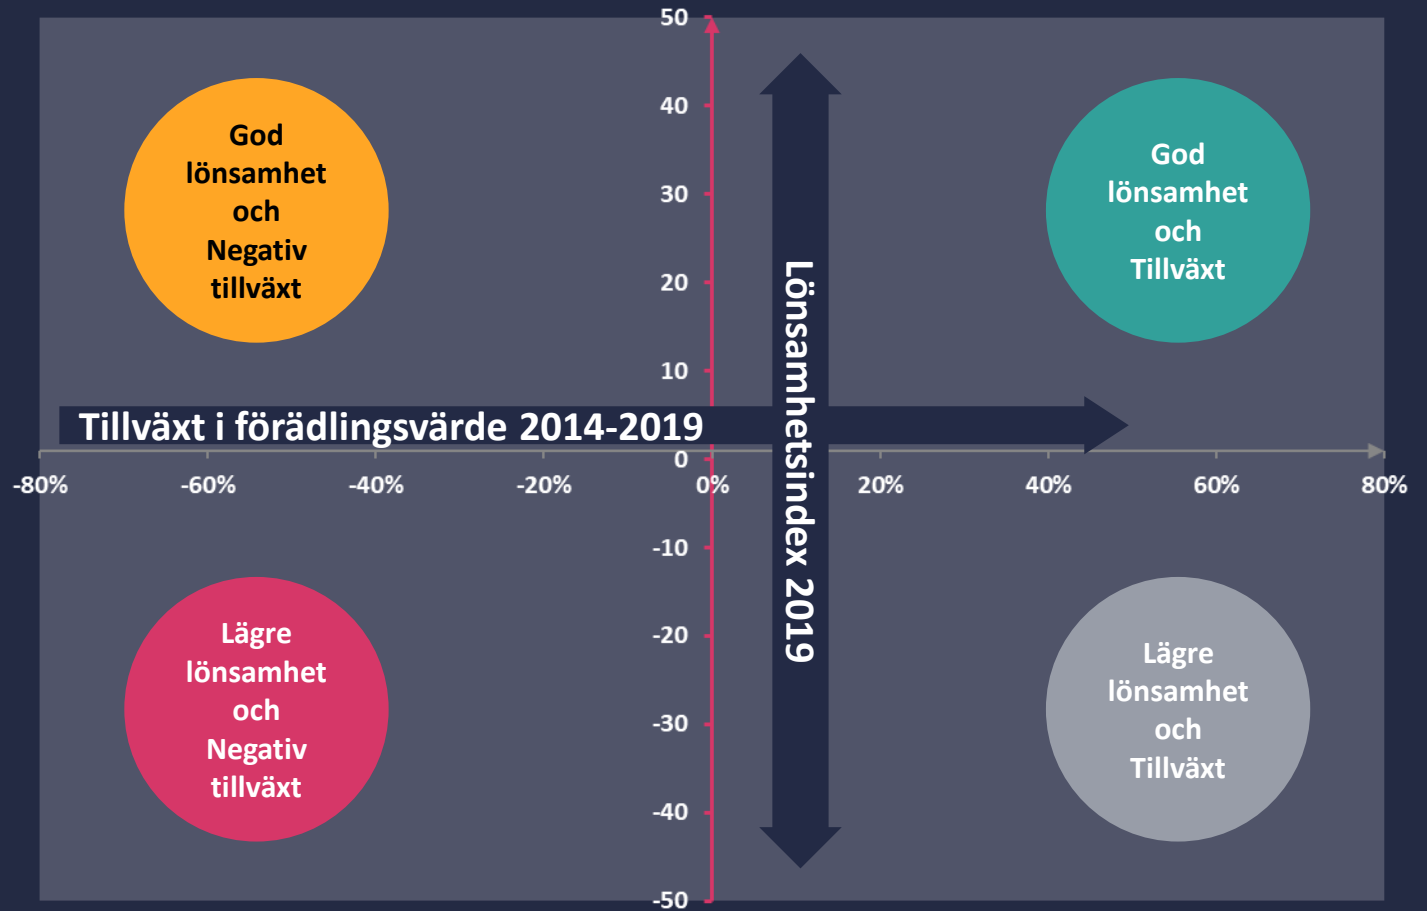 50
40
30
20
10
0
-10
-20
-30
-40
-50
God
lönsamhet
och
Negativ
tillväxt
God
lönsamhet
och
Tillväxt
Tillväxt i förädlingsvärde 2014-2019
Lönsamhetsindex 2019
-80%
-60%
-40%
-20%
0%
20%
40%
60%
80%
Lägre
lönsamhet
och
Negativ
tillväxt
Lägre
lönsamhet
och
Tillväxt